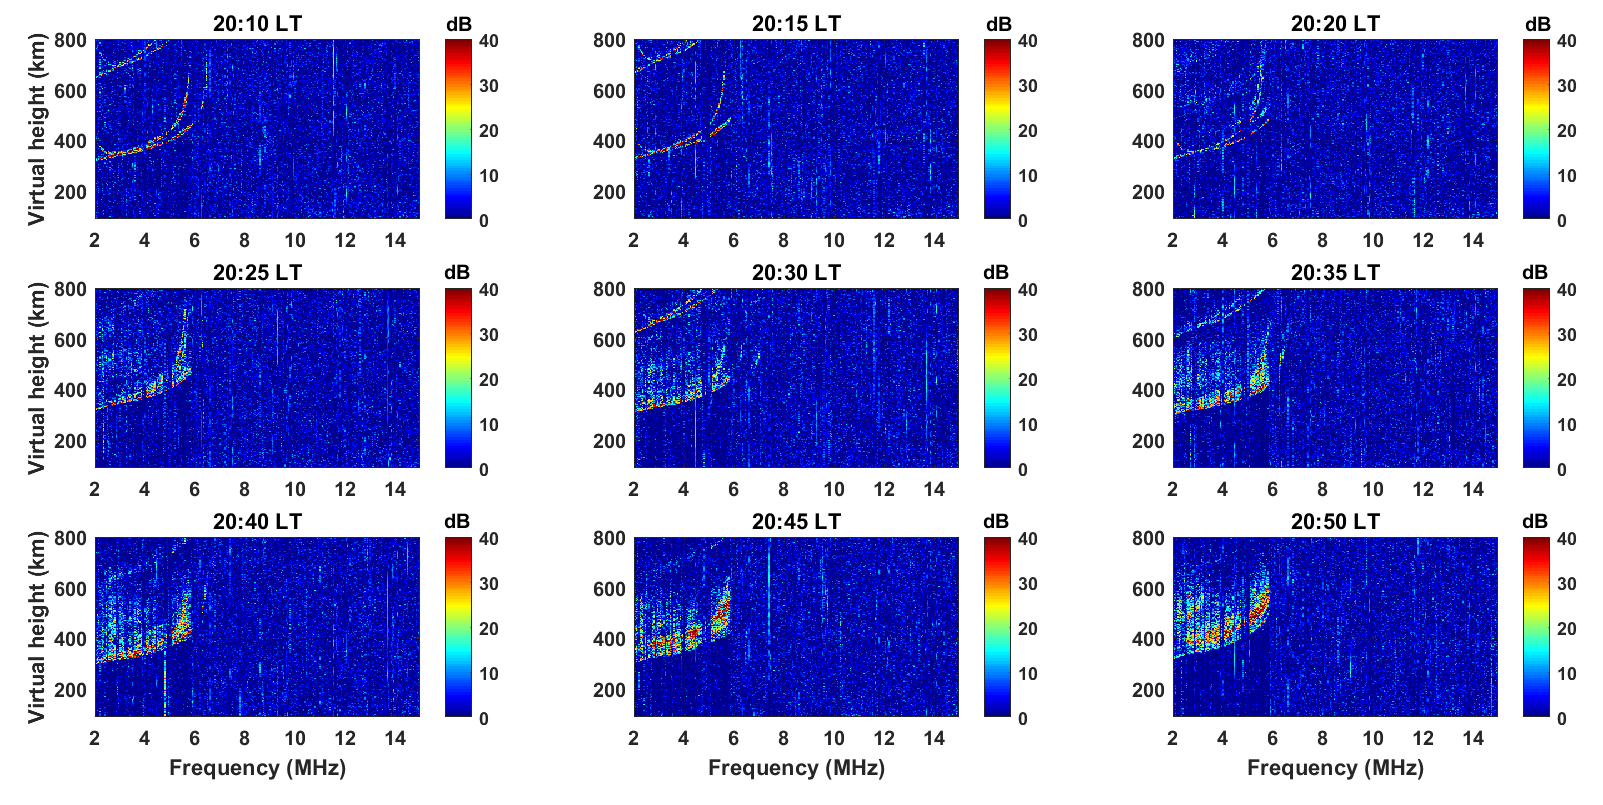 20:10 LT dB 20:15 LT dB 20:20 LT dB
Virtual height (km)
800 600 400 200
40 30 20 10 0
800 600 400 200
40 30 20 10 0
800 600 400 200
40 30 20 10 0
2 4 6 8 10 12 14
2 4 6 8 10 12 14
2 4 6 8 10 12 14
20:25 LT dB 20:30 LT dB 20:35 LT dB
Virtual height (km)
800 600 400 200
40 30 20 10 0
800 600 400 200
40 30 20 10 0
800 600 400 200
40 30 20 10 0
2 4 6 8 10 12 14
2 4 6 8 10 12 14
2 4 6 8 10 12 14
20:40 LT dB 20:45 LT dB 20:50 LT dB
Virtual height (km)
800 600 400 200
40 30 20 10 0
800 600 400 200
40 30 20 10 0
800 600 400 200
40 30 20 10 0
2 4 6 8 10 12 14
2 4 6 8 10 12 14
2 4 6 8 10 12 14
Frequency (MHz) Frequency (MHz) Frequency (MHz)